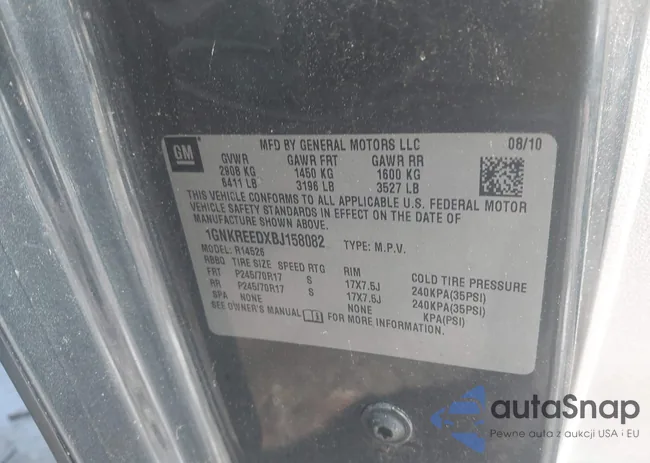 GM
MFD BY GENERAL MOTORS LLC 08/10
GVWR GAWR FRT GAWR RR
2908 KG 1450 KG 1600 KG
6411 LB 3196 LB 3527 LB
THIS VEHICLE CONFORMS TO ALL APPLICABLE U.S. FEDERAL MOTOR
VEHICLE SAFETY STANDARDS IN EFFECT ON THE DATE OF
MANUFACTURE SHOWN ABOVE.
1GNKREEDXBJ158082 TYPE: M.P.V.
MODEL: R14526
RBBQ TIRE SIZE SPEED RTG RIM COLD TIRE PRESSURE
FRT P245/70R17 S 17X7.5J 240KPA(35PSI)
RR P245/70R17 S 17X7.5J 240KPA(35PSI)
SPA NONE NONE KPA(PSI)
SEE OWNER'S MANUAL FOR MORE INFORMATION.
autaSnap
Pewne auta z aukcji USA i EU